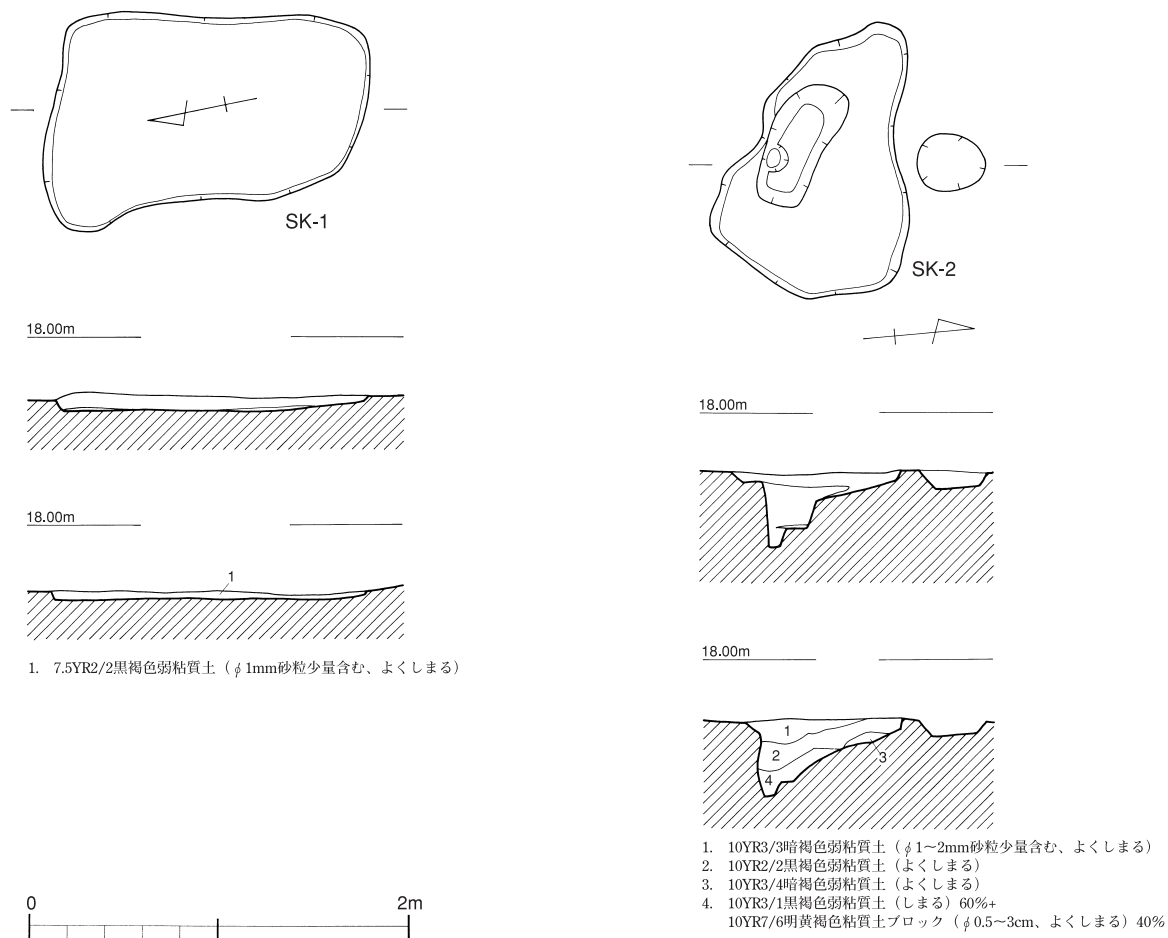 SK-1
18.00m
18.00m
1
1. 7.5YR2/2黒褐色弱粘質土(φ1mm砂粒少量含む、よくしまる)
0 2m
SK-2
18.00m
18.00m
1
2
3
4
1. 10YR3/3暗褐色弱粘質土(φ1~2mm砂粒少量含む、よくしまる)
2. 10YR2/2黒褐色弱粘質土(よくしまる)
3. 10YR3/4暗褐色弱粘質土(よくしまる)
4. 10YR3/1黒褐色弱粘質土(しまる)60%+
10YR7/6明黄褐色粘質土ブロック(φ0.5~3cm、よくしまる)40%